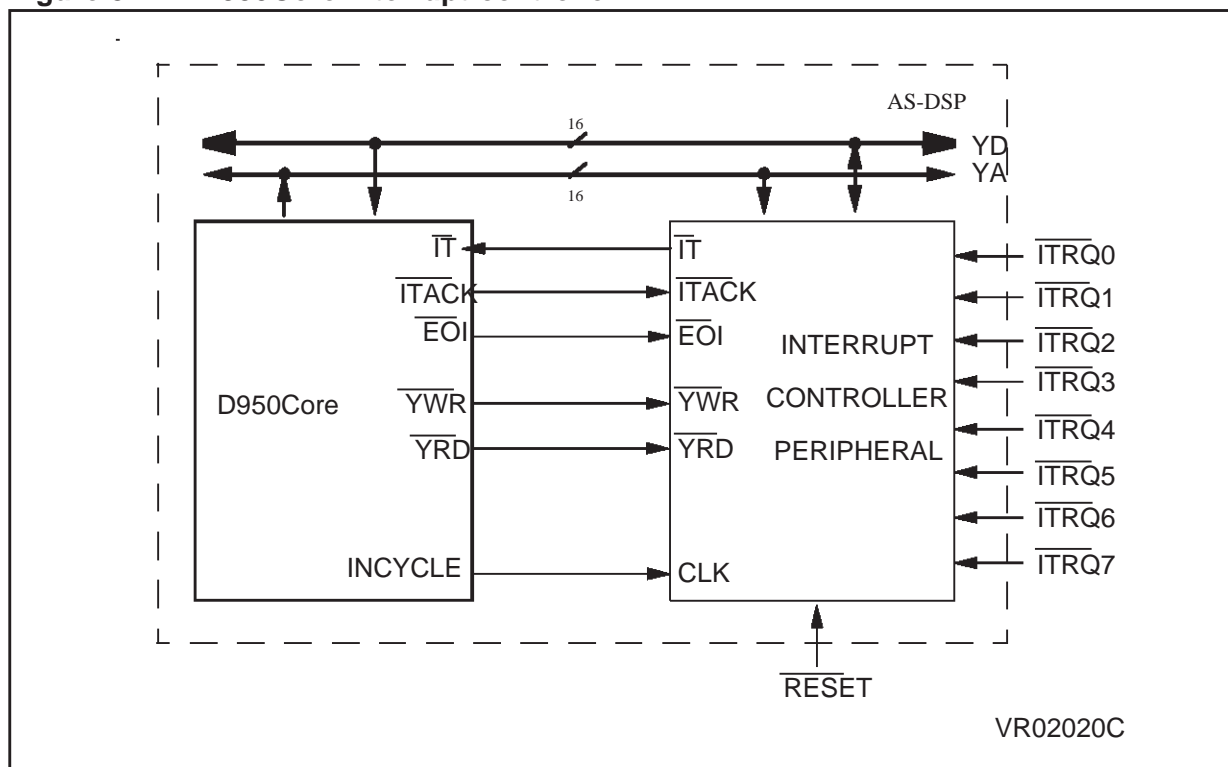 AS-DSP
16
YD
YA
16
IT
IT
ITRQ0
ITACK
ITACK
ITRQ1
EOI
EOI
INTERRUPT
ITRQ2
D950Core
YWR
YWR
CONTROLLER
ITRQ3
YRD
YRD
PERIPHERAL
ITRQ4
ITRQ5
ITRQ6
INCYCLE
CLK
ITRQ7
RESET
VR02020C